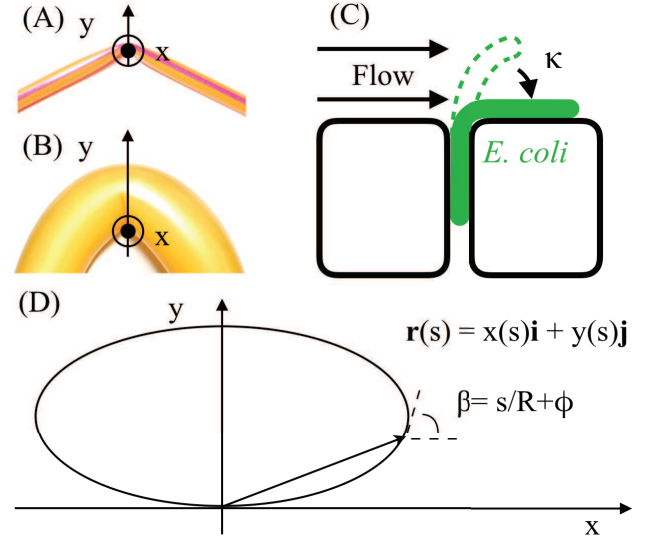 (A) y
x
(B) y
x
(C)
Flow
κ
E. coli
(D)
y
r(s) = x(s)i + y(s)j
β= s/R+ϕ
x